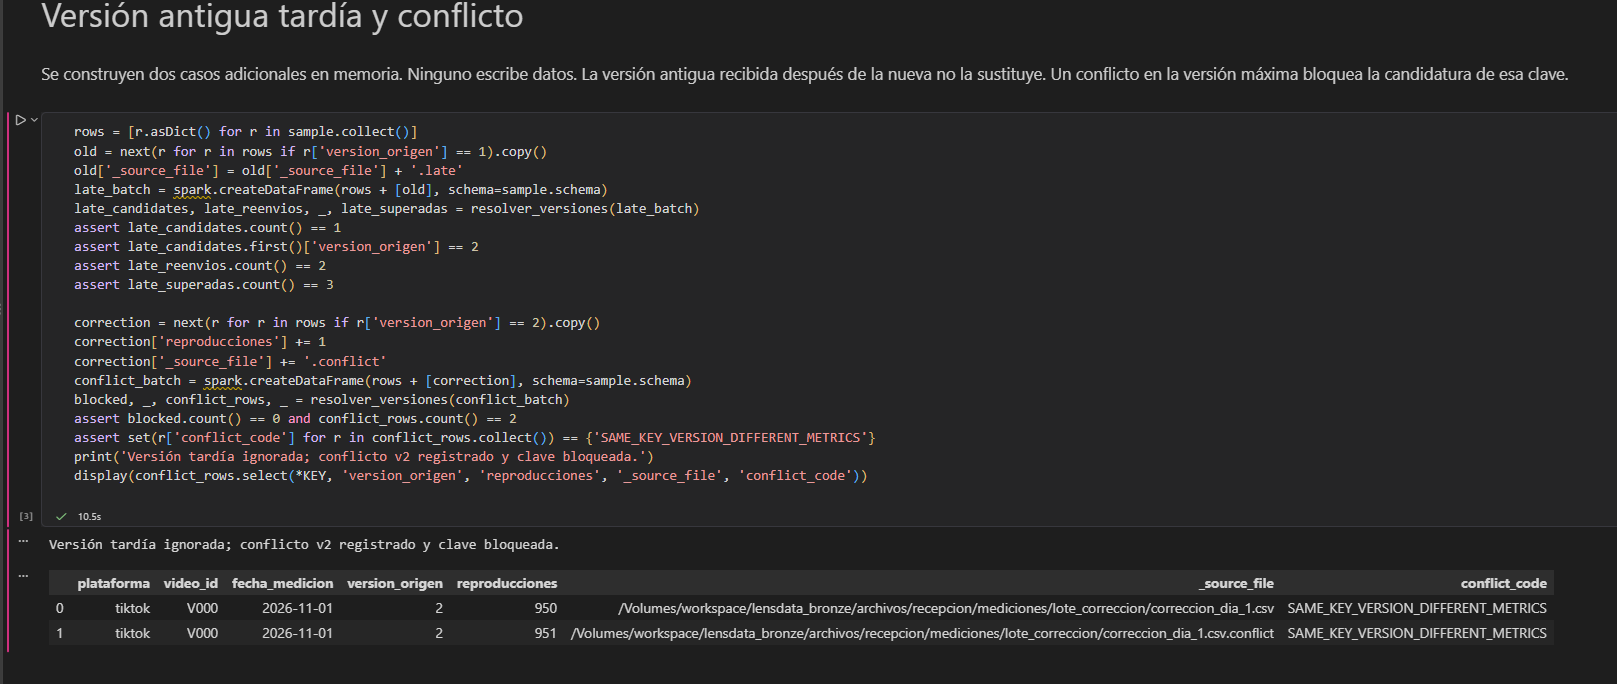 Versión antigua tardía y conflicto
Se construyen dos casos adicionales en memoria. Ninguno escribe datos. La versión antigua recibida después de la nueva no la sustituye. Un conflicto en la versión máxima bloquea la candidatura de esa clave.
rows = [r.asDict() for r in sample.collect()]
old = next(r for r in rows if r['version_origen'] == 1).copy()
old['_source_file'] = old['_source_file'] + '.late'
late_batch = spark.createDataFrame(rows + [old], schema=sample.schema)
late_candidates, late_reenvios, _, late_superadas = resolver_versiones(late_batch)
assert late_candidates.count() == 1
assert late_candidates.first()['version_origen'] == 2
assert late_reenvios.count() == 2
assert late_superadas.count() == 3
correction = next(r for r in rows if r['version_origen'] == 2).copy()
correction['reproducciones'] += 1
correction['_source_file'] += '.conflict'
conflict_batch = spark.createDataFrame(rows + [correction], schema=sample.schema)
blocked, _, conflict_rows, _ = resolver_versiones(conflict_batch)
assert blocked.count() == 0 and conflict_rows.count() == 2
assert set(r['conflict_code'] for r in conflict_rows.collect()) == {'SAME_KEY_VERSION_DIFFERENT_METRICS'}
print('Versión tardía ignorada; conflicto v2 registrado y clave bloqueada.')
display(conflict_rows.select(*KEY, 'version_origen', 'reproducciones', '_source_file', 'conflict_code'))
[3] 10.5s
Versión tardía ignorada; conflicto v2 registrado y clave bloqueada.
plataforma video_id fecha_medicion version_origen reproducciones _source_file conflict_code
0 tiktok V000 2026-11-01 2 950 /Volumes/workspace/lensdata_bronze/archivos/recepcion/mediciones/lote_correccion/correccion_dia_1.csv SAME_KEY_VERSION_DIFFERENT_METRICS
1 tiktok V000 2026-11-01 2 951 /Volumes/workspace/lensdata_bronze/archivos/recepcion/mediciones/lote_correccion/correccion_dia_1.csv.conflict SAME_KEY_VERSION_DIFFERENT_METRICS